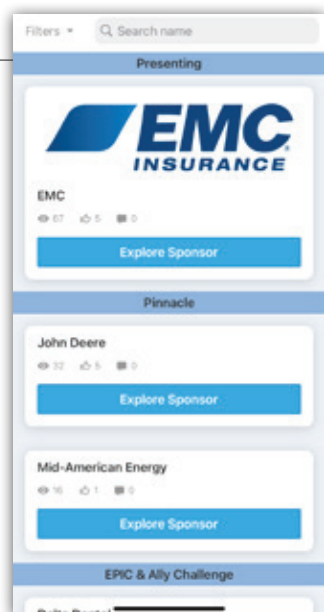 Filters
Search name
Presenting
EMC
INSURANCE
EMC
67 5 0
Explore Sponsor
Pinnacle
John Deere
32 5 0
Explore Sponsor
Mid-American Energy
16 1 0
Explore Sponsor
EPIC & Ally Challenge